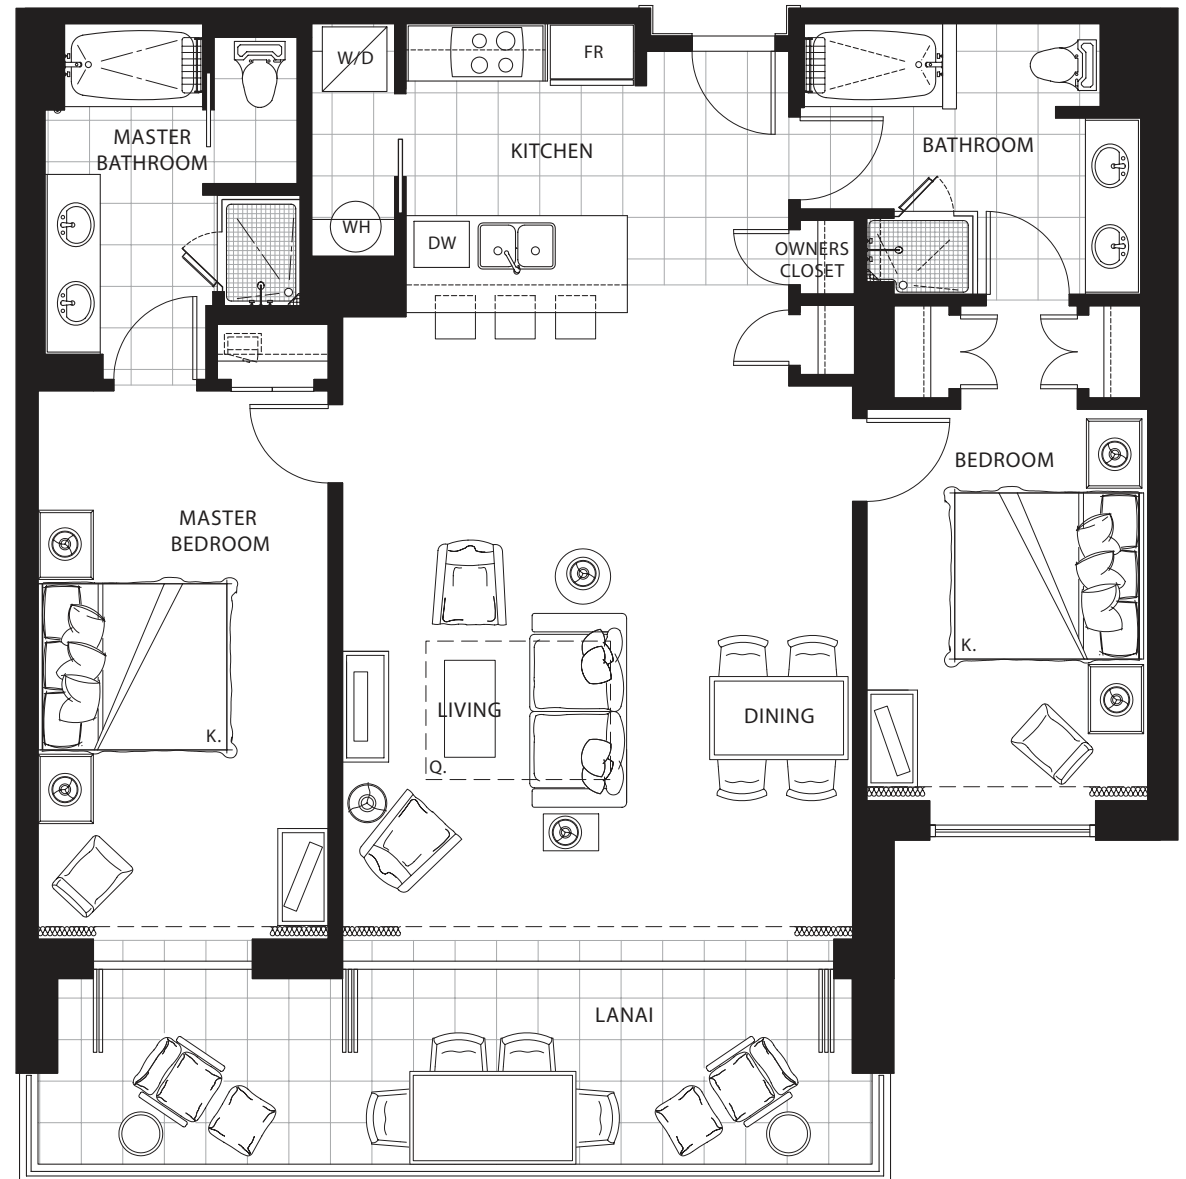 W/D
FR
MASTER
BATHROOM
KITCHEN
BATHROOM
WH
DW
OWNERS
CLOSET
BEDROOM
MASTER
BEDROOM
K.
K.
LIVING
DINING
Q.
LANAI